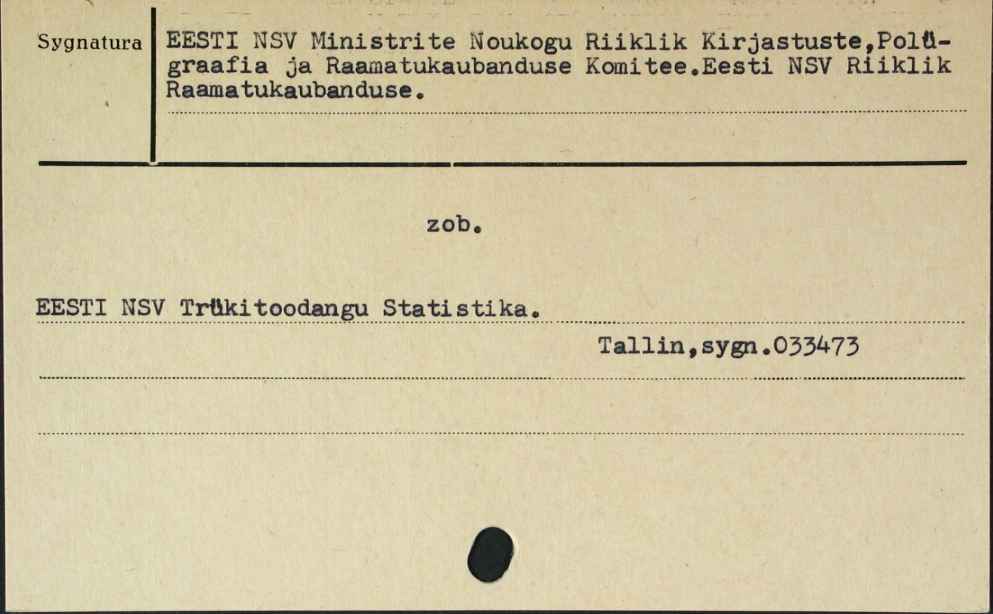 Sygnatura
EESTI NSV Ministrite Noukogu Riiklik Kirjastuste,Polü-
graafia ja Raamatukaubanduse Komitee.Eesti NSV Riiklik
Raamatukaubanduse.
zob.
EESTI NSV Trükitoodangu Statistika.
Tallin,sygn.033473